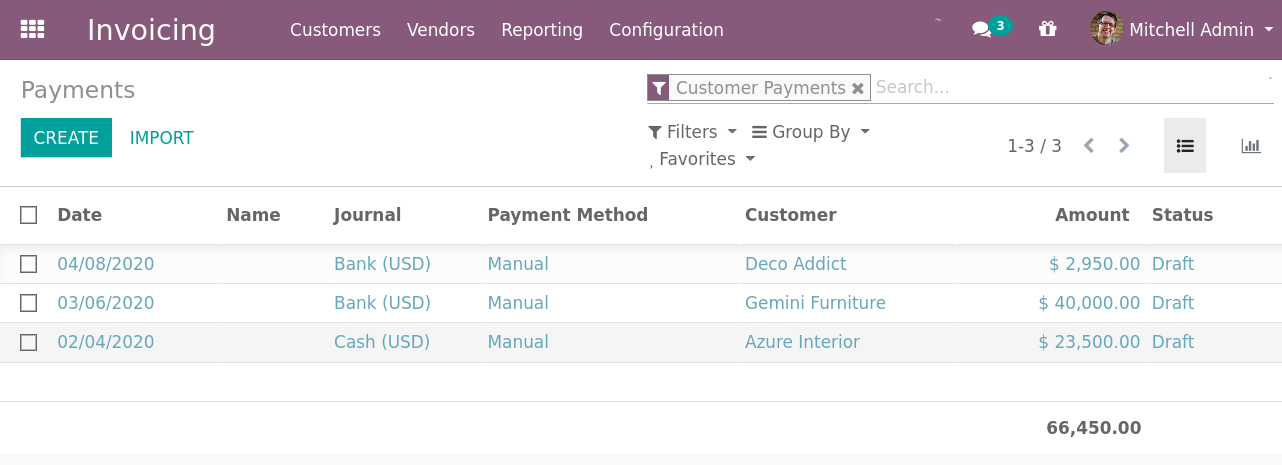 Invoicing Customers Vendors Reporting Configuration 3 Mitchell Admin
Payments
Customer Payments Search...
CREATE IMPORT
Filters Group By
Favorites
1-3 / 3
Date Name Journal Payment Method Customer Amount Status
04/08/2020 Bank (USD) Manual Deco Addict $ 2,950.00 Draft
03/06/2020 Bank (USD) Manual Gemini Furniture $ 40,000.00 Draft
02/04/2020 Cash (USD) Manual Azure Interior $ 23,500.00 Draft
66,450.00